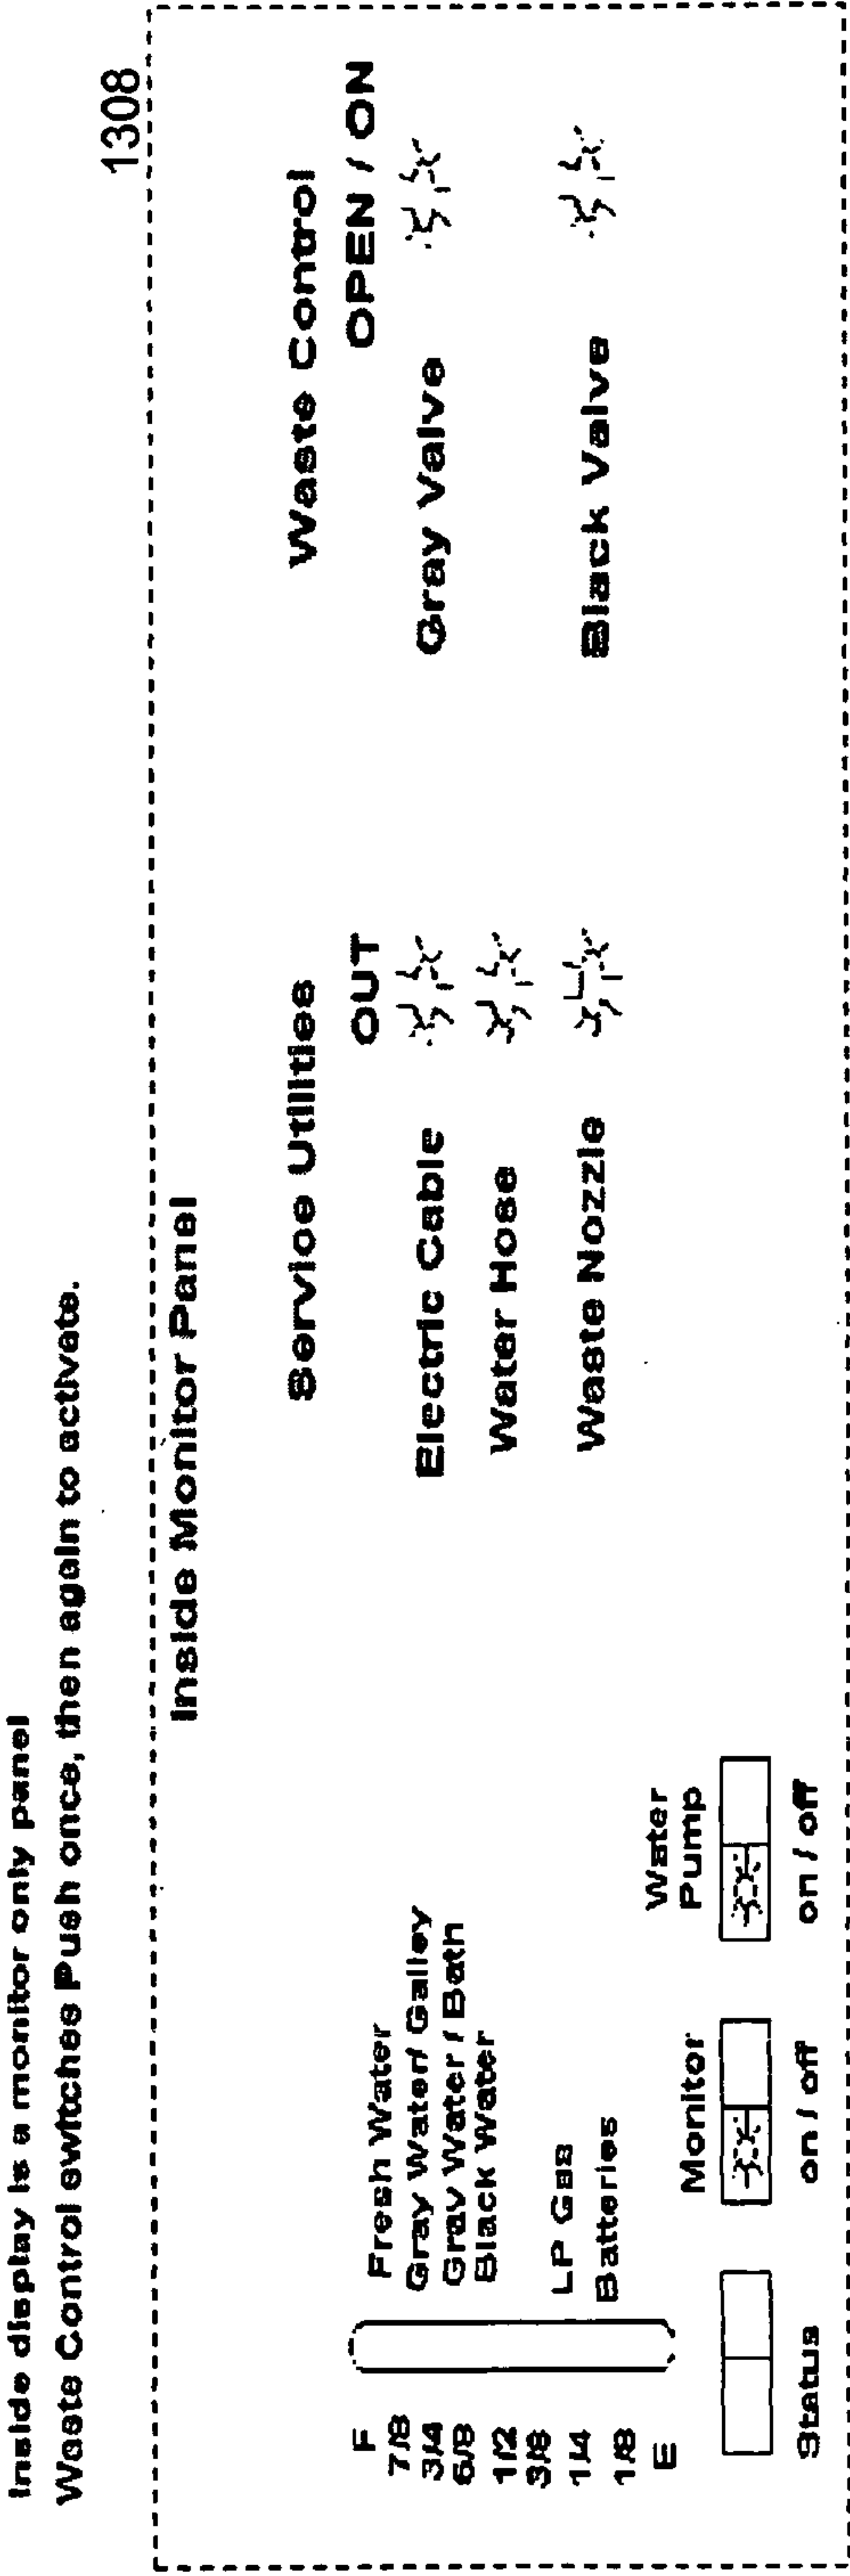 Inside display is a monitor only panel
Waste Control switches Push once, then again to activate.
1308
Inside Monitor Panel
Service Utilities
OUT
Electric Cable
Water Hose
Waste Nozzle
Waste Control
OPEN / ON
Gray Valve
Black Valve
F
7/8
3/4
5/8
1/2
3/8
1/4
1/8
E
Fresh Water
Gray Water/ Galley
Gray Water / Bath
Black Water
LP Gas
Batteries
Status
Monitor
on / off
Water
Pump
on / off